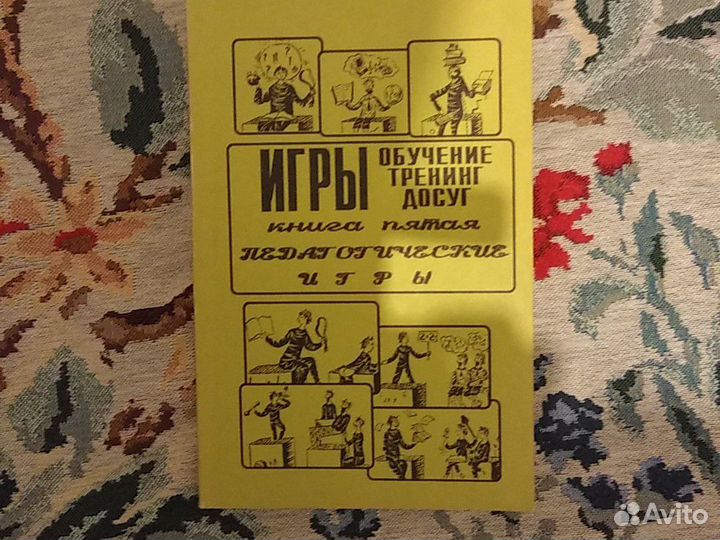 ИГРЫ ОБУЧЕНИЕ
ТРЕНИНГ
ДОСУГ
книга пятая
ПЕДАГОГИЧЕСКИЕ
ИГРЫ
Avito